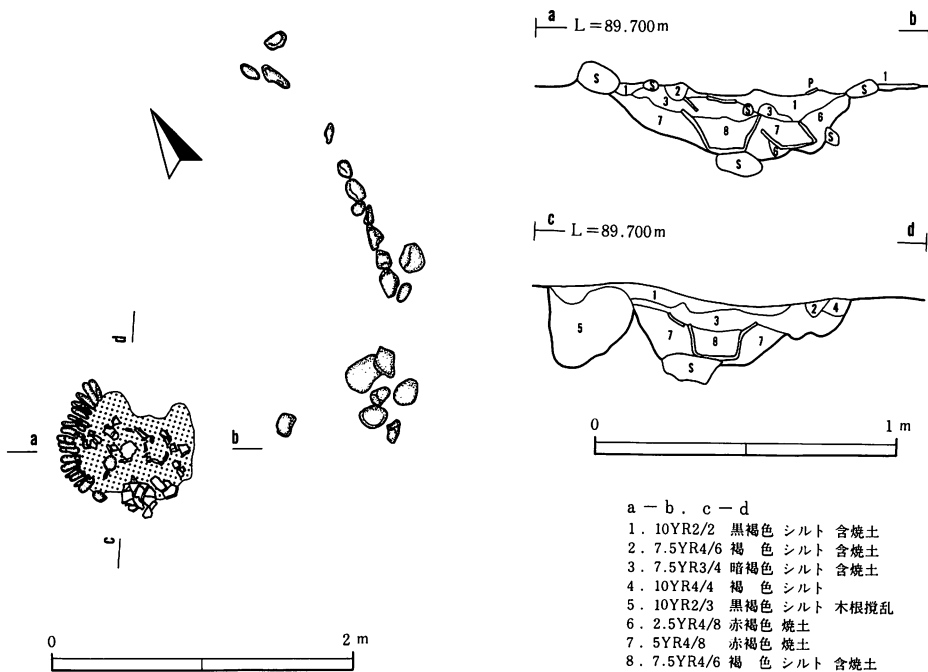 a L=89.700m b
1 S 1 S 2 3 S 3 P 1 S 1
7 8 7 6 S
S 6
c L=89.700m d
1 2 4
3
5 7 8 7
S
d
a b
c
0 1 m
0 2 m
a-b. c-d
1. 10YR2/2 黒褐色 シルト 含焼土
2. 7.5YR4/6 褐 色 シルト 含焼土
3. 7.5YR3/4 暗褐色 シルト 含焼土
4. 10YR4/4 褐 色 シルト
5. 10YR2/3 黒褐色 シルト 木根撹乱
6. 2.5YR4/8 赤褐色 焼土
7. 5YR4/8 赤褐色 焼土
8. 7.5YR4/6 褐 色 シルト 含焼土